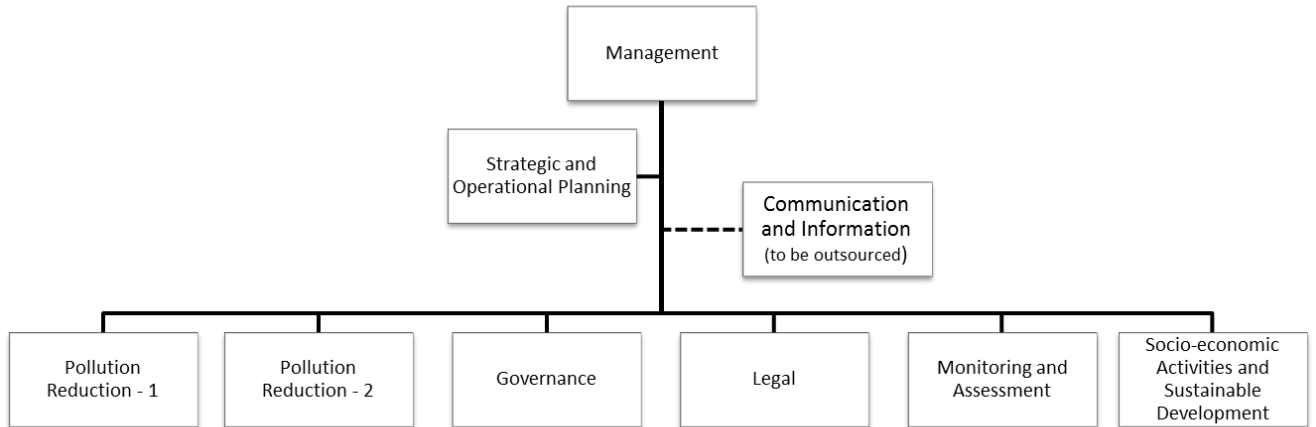 Management
Strategic and
Operational Planning
Communication
and Information
(to be outsourced)
Pollution
Reduction - 1
Pollution
Reduction - 2
Governance
Legal
Monitoring and
Assessment
Socio-economic
Activities and
Sustainable
Development